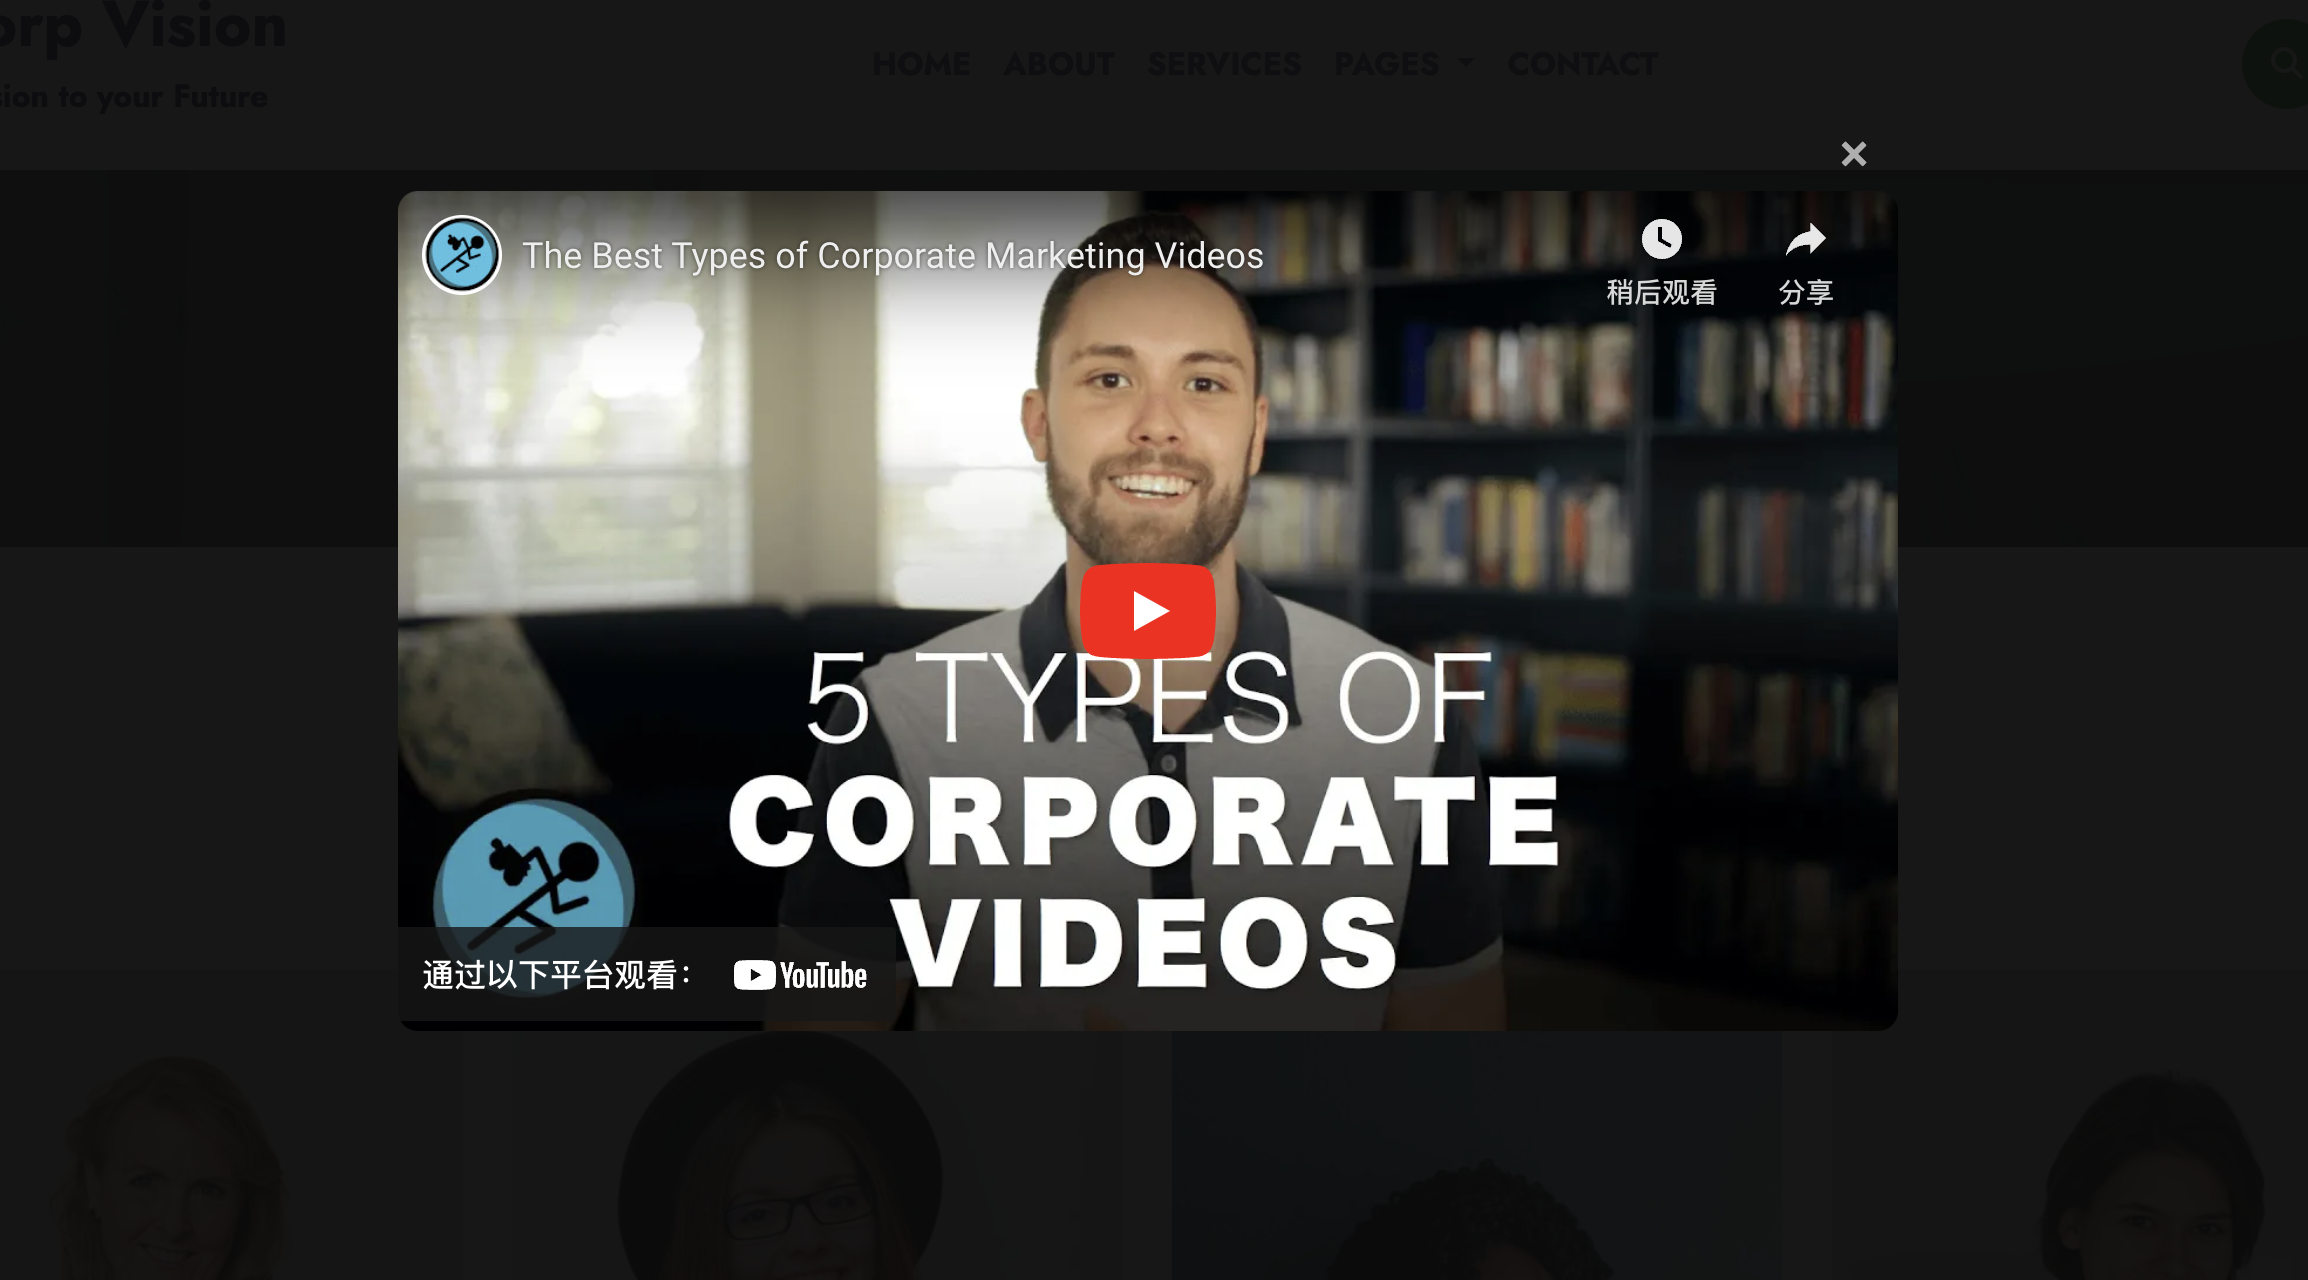 orp Vision
sion to your Future
HOME ABOUT SERVICES PAGES CONTACT
The Best Types of Corporate Marketing Videos
稍后观看
分享
5 TYPES OF
CORPORATE
VIDEOS
通过以下平台观看：
YouTube